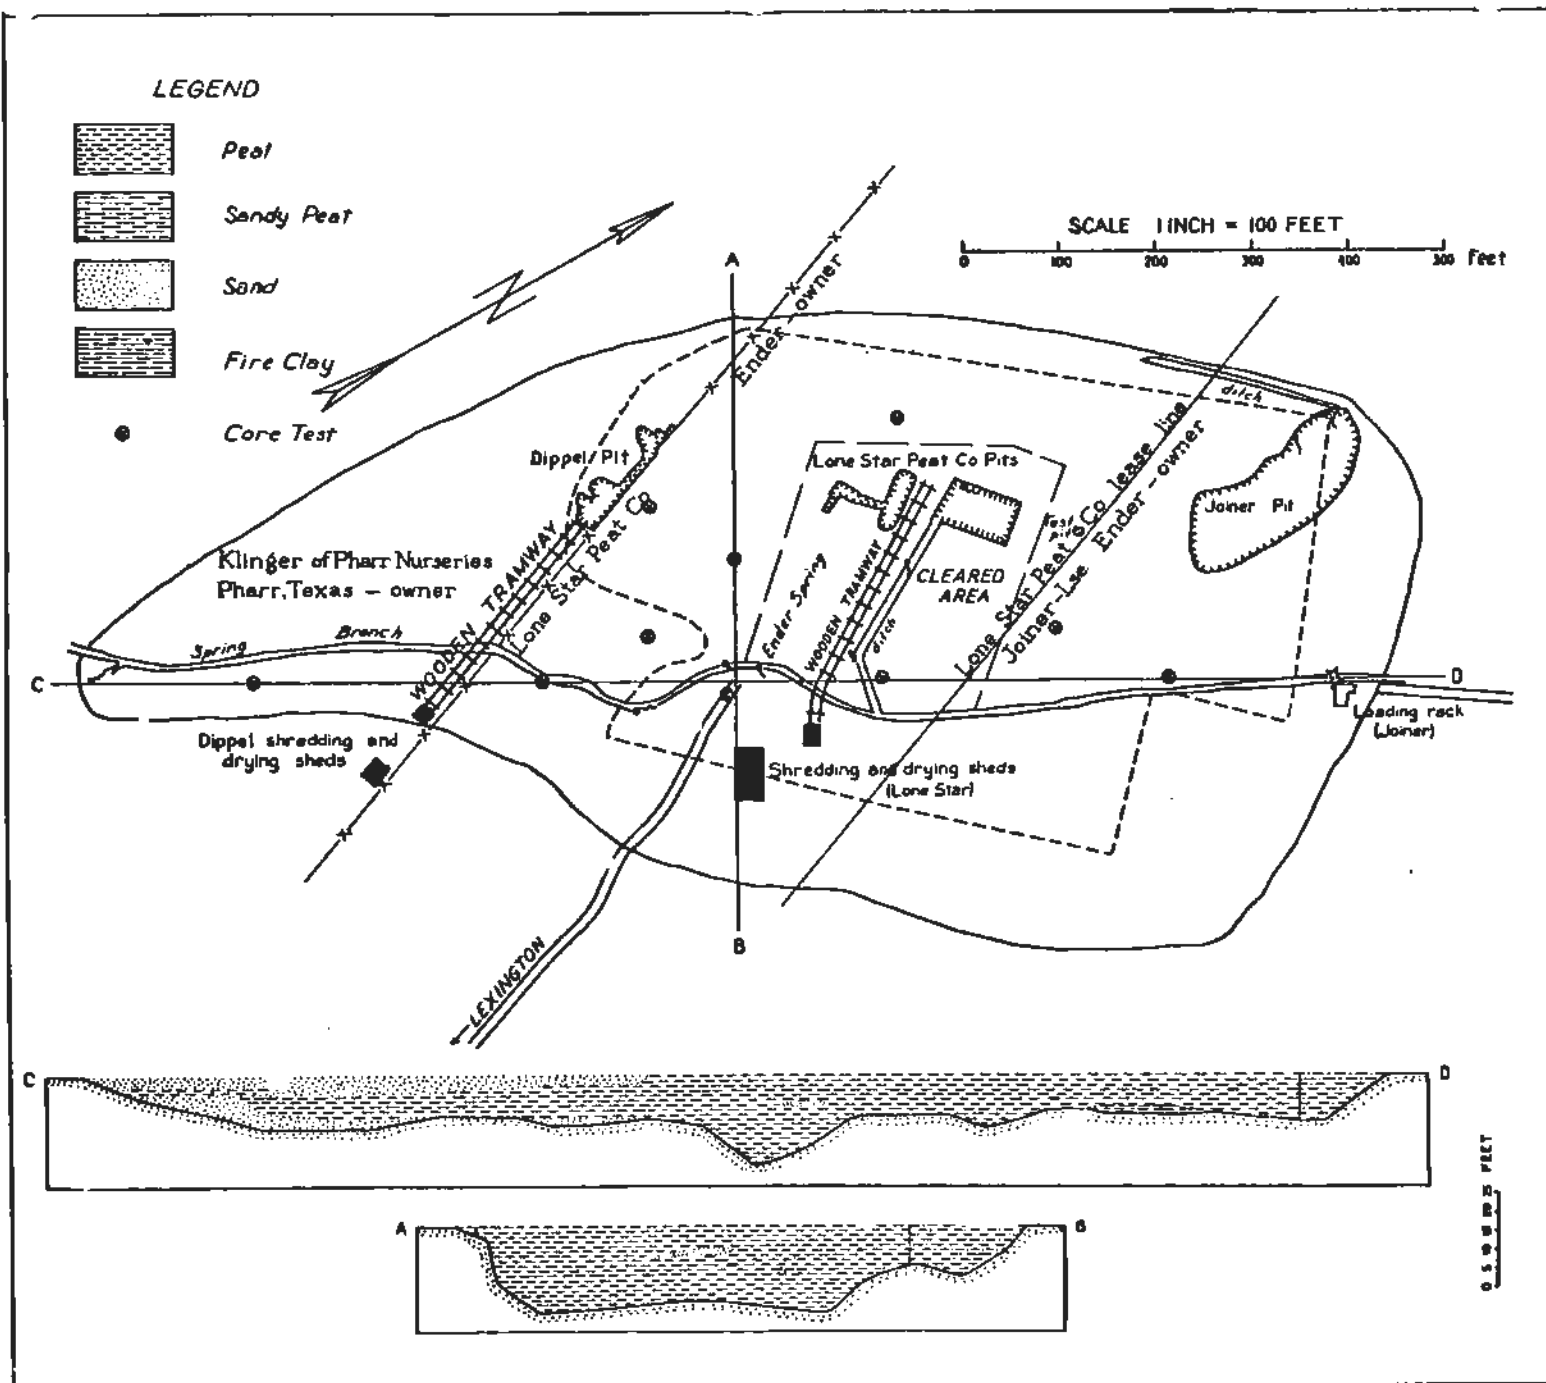 LEGEND
Peat
Sandy Peat
Sand
Fire Clay
Core Test
SCALE 1 INCH = 100 FEET
0 100 200 300 400 500 Feet
A
Ender - owner
ditch
Dippel Pit
Lone Star Peat Co Pits
Joiner Pit
Lone Star Peat Co lease line
Ender - owner
Joiner - Lse
Test
Klinger of Pharr Nurseries
Pharr, Texas - owner
WOODEN TRAMWAY
Lone Star Peat Co
Ender Spring
WOODEN TRAMWAY
ditch
CLEARED
AREA
Spring Branch
C
D
Loading rack
(Joiner)
Dippel shredding and
drying sheds
Shredding and drying sheds
(Lone Star)
B
LEXINGTON
C
D
A
B
FEET